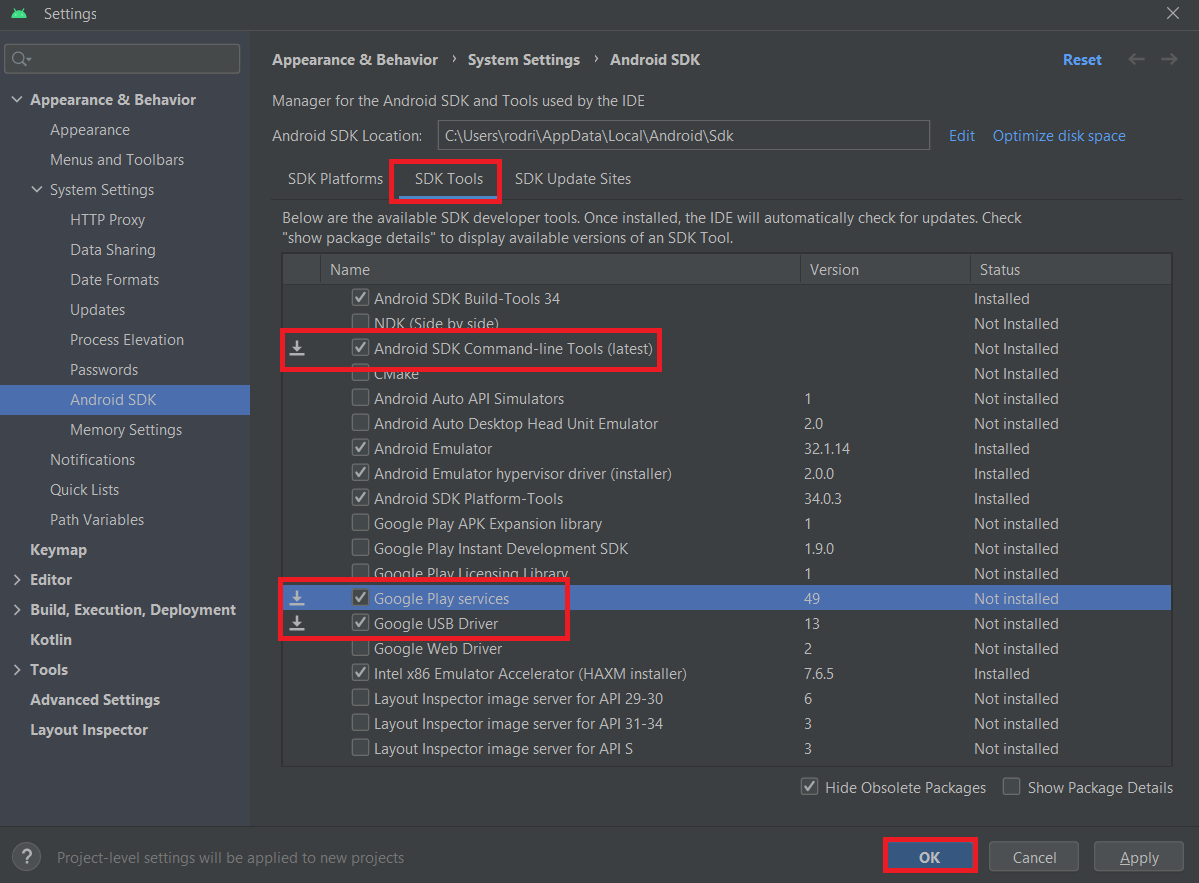 Settings
Appearance & Behavior
Appearance
Menus and Toolbars
System Settings
HTTP Proxy
Data Sharing
Date Formats
Updates
Process Elevation
Passwords
Android SDK
Memory Settings
Notifications
Quick Lists
Path Variables
Keymap
Editor
Build, Execution, Deployment
Kotlin
Tools
Advanced Settings
Layout Inspector
Appearance & Behavior › System Settings › Android SDK
Reset
Manager for the Android SDK and Tools used by the IDE
Android SDK Location: C:\Users\rodri\AppData\Local\Android\Sdk Edit Optimize disk space
SDK Platforms SDK Tools SDK Update Sites
Below are the available SDK developer tools. Once installed, the IDE will automatically check for updates. Check
"show package details" to display available versions of an SDK Tool.
Name Version Status
Android SDK Build-Tools 34 Installed
NDK (Side by side) Not Installed
Android SDK Command-line Tools (latest) Not Installed
CMake Not Installed
Android Auto API Simulators 1 Not installed
Android Auto Desktop Head Unit Emulator 2.0 Not installed
Android Emulator 32.1.14 Installed
Android Emulator hypervisor driver (installer) 2.0.0 Installed
Android SDK Platform-Tools 34.0.3 Installed
Google Play APK Expansion library 1 Not installed
Google Play Instant Development SDK 1.9.0 Not installed
Google Play Licensing Library 1 Not installed
Google Play services 49 Not installed
Google USB Driver 13 Not installed
Google Web Driver 2 Not installed
Intel x86 Emulator Accelerator (HAXM installer) 7.6.5 Installed
Layout Inspector image server for API 29-30 6 Not installed
Layout Inspector image server for API 31-34 3 Not installed
Layout Inspector image server for API S 3 Not installed
Hide Obsolete Packages Show Package Details
? Project-level settings will be applied to new projects
OK Cancel Apply